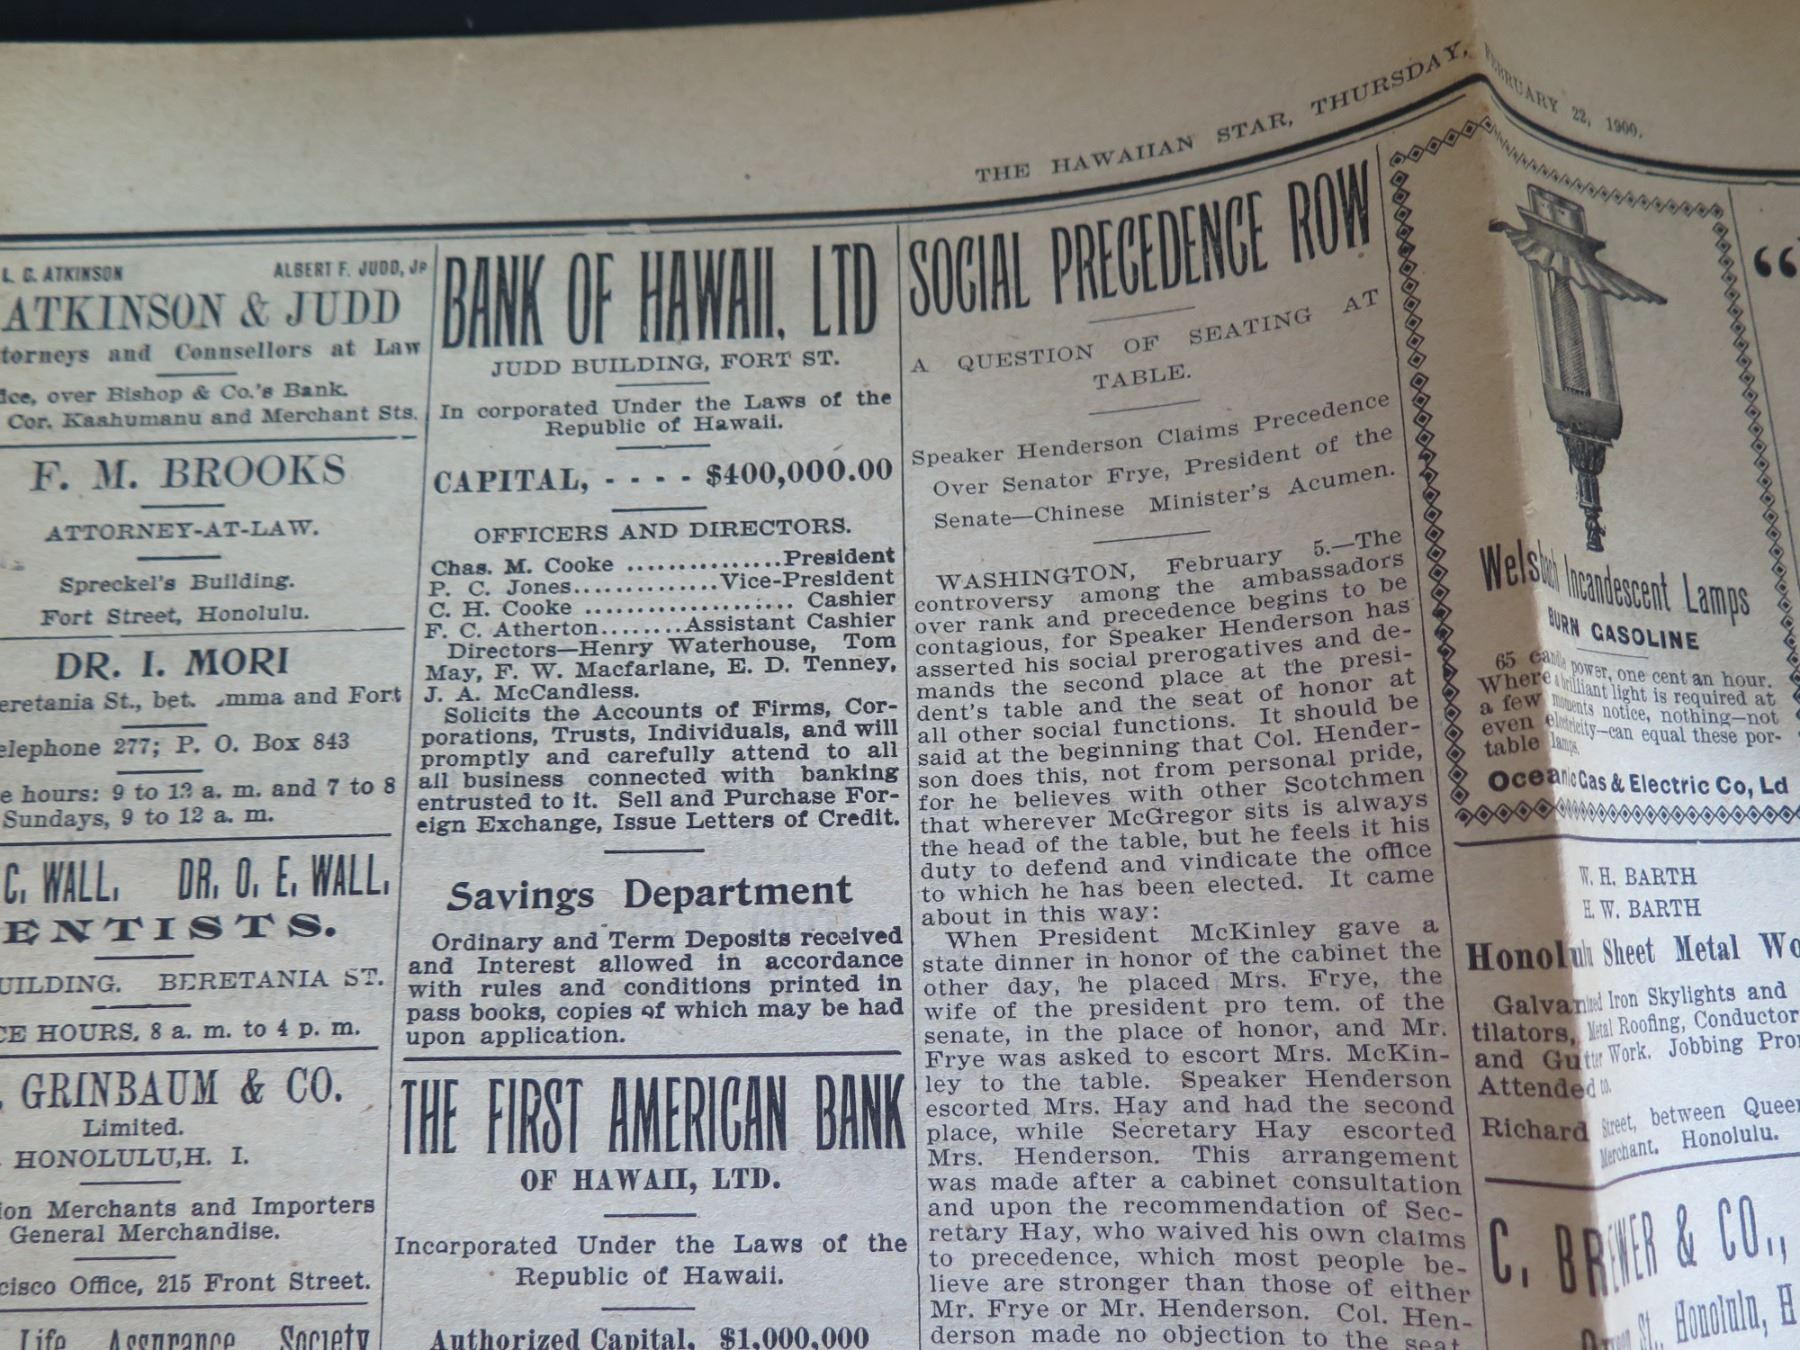 THE HAWAIIAN STAR, THURSDAY, FEBRUARY 22, 1900.
L. C. ATKINSON ALBERT F. JUDD, JR
ATKINSON & JUDD
torneys and Connsellors at Law
ice, over Bishop & Co.'s Bank.
Cor. Kaahumanu and Merchant Sts.
F. M. BROOKS
ATTORNEY-AT-LAW.
Spreckel's Building.
Fort Street, Honolulu.
DR. I. MORI
eretania St., bet. mma and Fort
elephone 277; P. O. Box 843
e hours: 9 to 12 a. m. and 7 to 8
Sundays, 9 to 12 a. m.
C. WALL. DR. O. E. WALL.
ENTISTS.
UILDING. BERETANIA ST.
CE HOURS, 8 a. m. to 4 p. m.
GRINBAUM & CO.
Limited.
HONOLULU, H. I.
ion Merchants and Importers
General Merchandise.
cisco Office, 215 Front Street.
Life Assurance Society
BANK OF HAWAII, LTD
JUDD BUILDING, FORT ST.
In corporated Under the Laws of the
Republic of Hawaii.
CAPITAL, - - - - $400,000.00
OFFICERS AND DIRECTORS.
Chas. M. Cooke ..............President
P. C. Jones.............Vice-President
C. H. Cooke .................... Cashier
F. C. Atherton........Assistant Cashier
Directors—Henry Waterhouse, Tom
May, F. W. Macfarlane, E. D. Tenney,
J. A. McCandless.
Solicits the Accounts of Firms, Cor-
porations, Trusts, Individuals, and will
promptly and carefully attend to all
all business connected with banking
entrusted to it. Sell and Purchase For-
eign Exchange, Issue Letters of Credit.
Savings Department
Ordinary and Term Deposits received
and Interest allowed in accordance
with rules and conditions printed in
pass books, copies of which may be had
upon application.
THE FIRST AMERICAN BANK
OF HAWAII, LTD.
Incorporated Under the Laws of the
Republic of Hawaii.
Authorized Capital, $1,000,000
SOCIAL PRECEDENCE ROW
A QUESTION OF SEATING AT
TABLE.
Speaker Henderson Claims Precedence
Over Senator Frye, President of the
Senate—Chinese Minister's Acumen.
WASHINGTON, February 5.—The
controversy among the ambassadors
over rank and precedence begins to be
contagious, for Speaker Henderson has
asserted his social prerogatives and de-
mands the second place at the presi-
dent's table and the seat of honor at
all other social functions. It should be
said at the beginning that Col. Hender-
son does this, not from personal pride,
for he believes with other Scotchmen
that wherever McGregor sits is always
the head of the table, but he feels it his
duty to defend and vindicate the office
to which he has been elected. It came
about in this way:
When President McKinley gave a
state dinner in honor of the cabinet the
other day, he placed Mrs. Frye, the
wife of the president pro tem. of the
senate, in the place of honor, and Mr.
Frye was asked to escort Mrs. McKin-
ley to the table. Speaker Henderson
escorted Mrs. Hay and had the second
place, while Secretary Hay escorted
Mrs. Henderson. This arrangement
was made after a cabinet consultation
and upon the recommendation of Sec-
retary Hay, who waived his own claims
to precedence, which most people be-
lieve are stronger than those of either
Mr. Frye or Mr. Henderson. Col. Hen-
derson made no objection to the seat
Welsbach Incandescent Lamps
BURN GASOLINE
65 candle power, one cent an hour.
Where a brilliant light is required at
a few moments notice, nothing—not
even electricity—can equal these por-
table lamps.
Oceanic Gas & Electric Co, Ld
W. H. BARTH
H. W. BARTH
Honolulu Sheet Metal Wo
Galvanized Iron Skylights and
tilators, Metal Roofing, Conductor
and Gutter Work. Jobbing Pro
Attended to.
Richard Street, between Queen
Merchant. Honolulu.
C. BREWER & CO.,
St., Honolulu, H
“